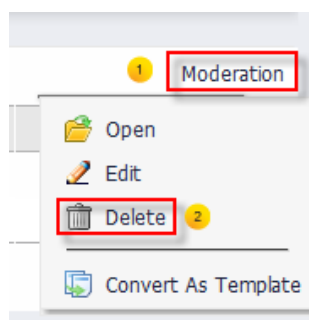 1 Moderation
Open
Edit
Delete 2
Convert As Template